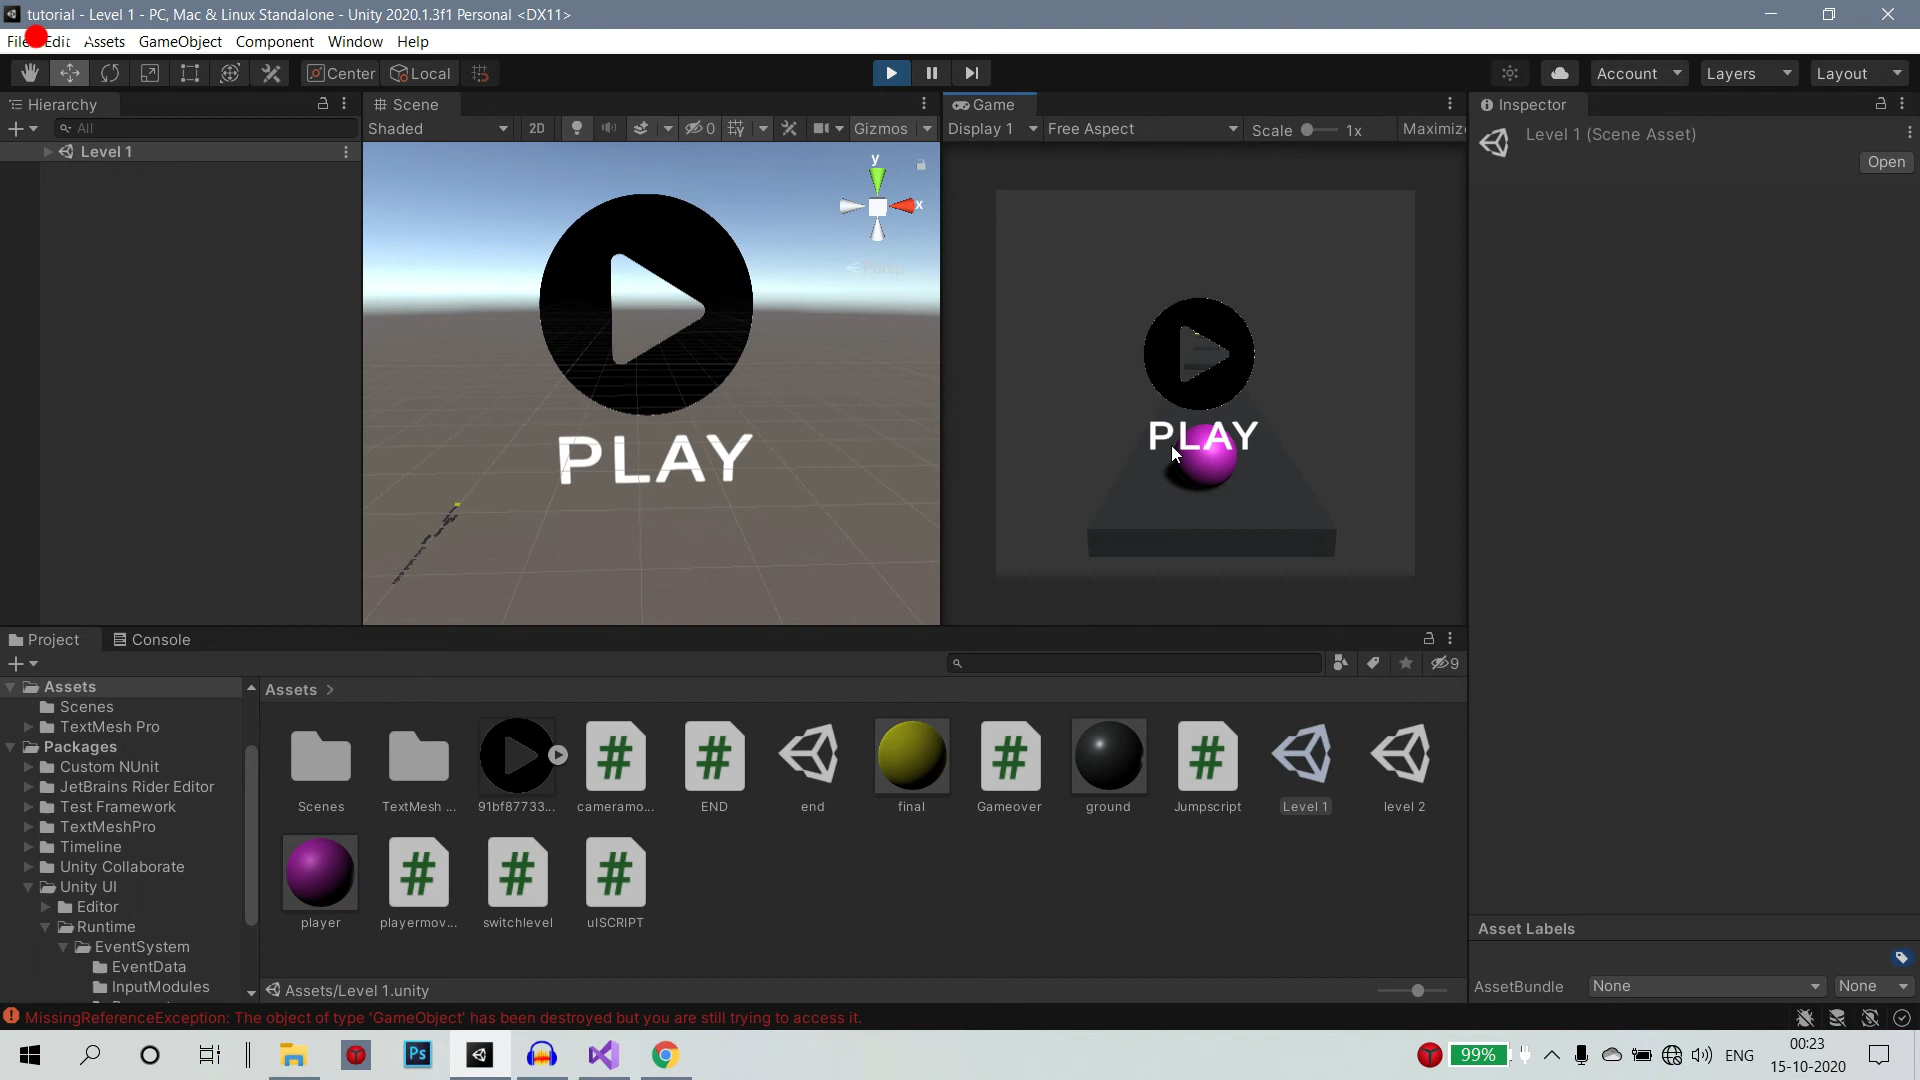 tutorial - Level 1 - PC, Mac & Linux Standalone - Unity 2020.1.3f1 Personal <DX11>
File Edit Assets GameObject Component Window Help
Center Local Account Layers Layout
Hierarchy
All
Level 1
Scene
Shaded 2D 0 Gizmos
y
x
Persp
PLAY
Game
Display 1 Free Aspect Scale 1x Maximize
PLAY
Inspector
Level 1 (Scene Asset)
Open
Project Console
9
Assets
Scenes
TextMesh Pro
Packages
Custom NUnit
JetBrains Rider Editor
Test Framework
TextMeshPro
Timeline
Unity Collaborate
Unity UI
Editor
Runtime
EventSystem
EventData
InputModules
Assets >
Scenes TextMesh ... 91bf87733... cameramo... END end final Gameover ground Jumpscript Level 1 level 2
player playermov... switchlevel uISCRIPT
Assets/Level 1.unity
Asset Labels
AssetBundle None None
MissingReferenceException: The object of type 'GameObject' has been destroyed but you are still trying to access it.
Ps
99%
ENG
00:23
15-10-2020